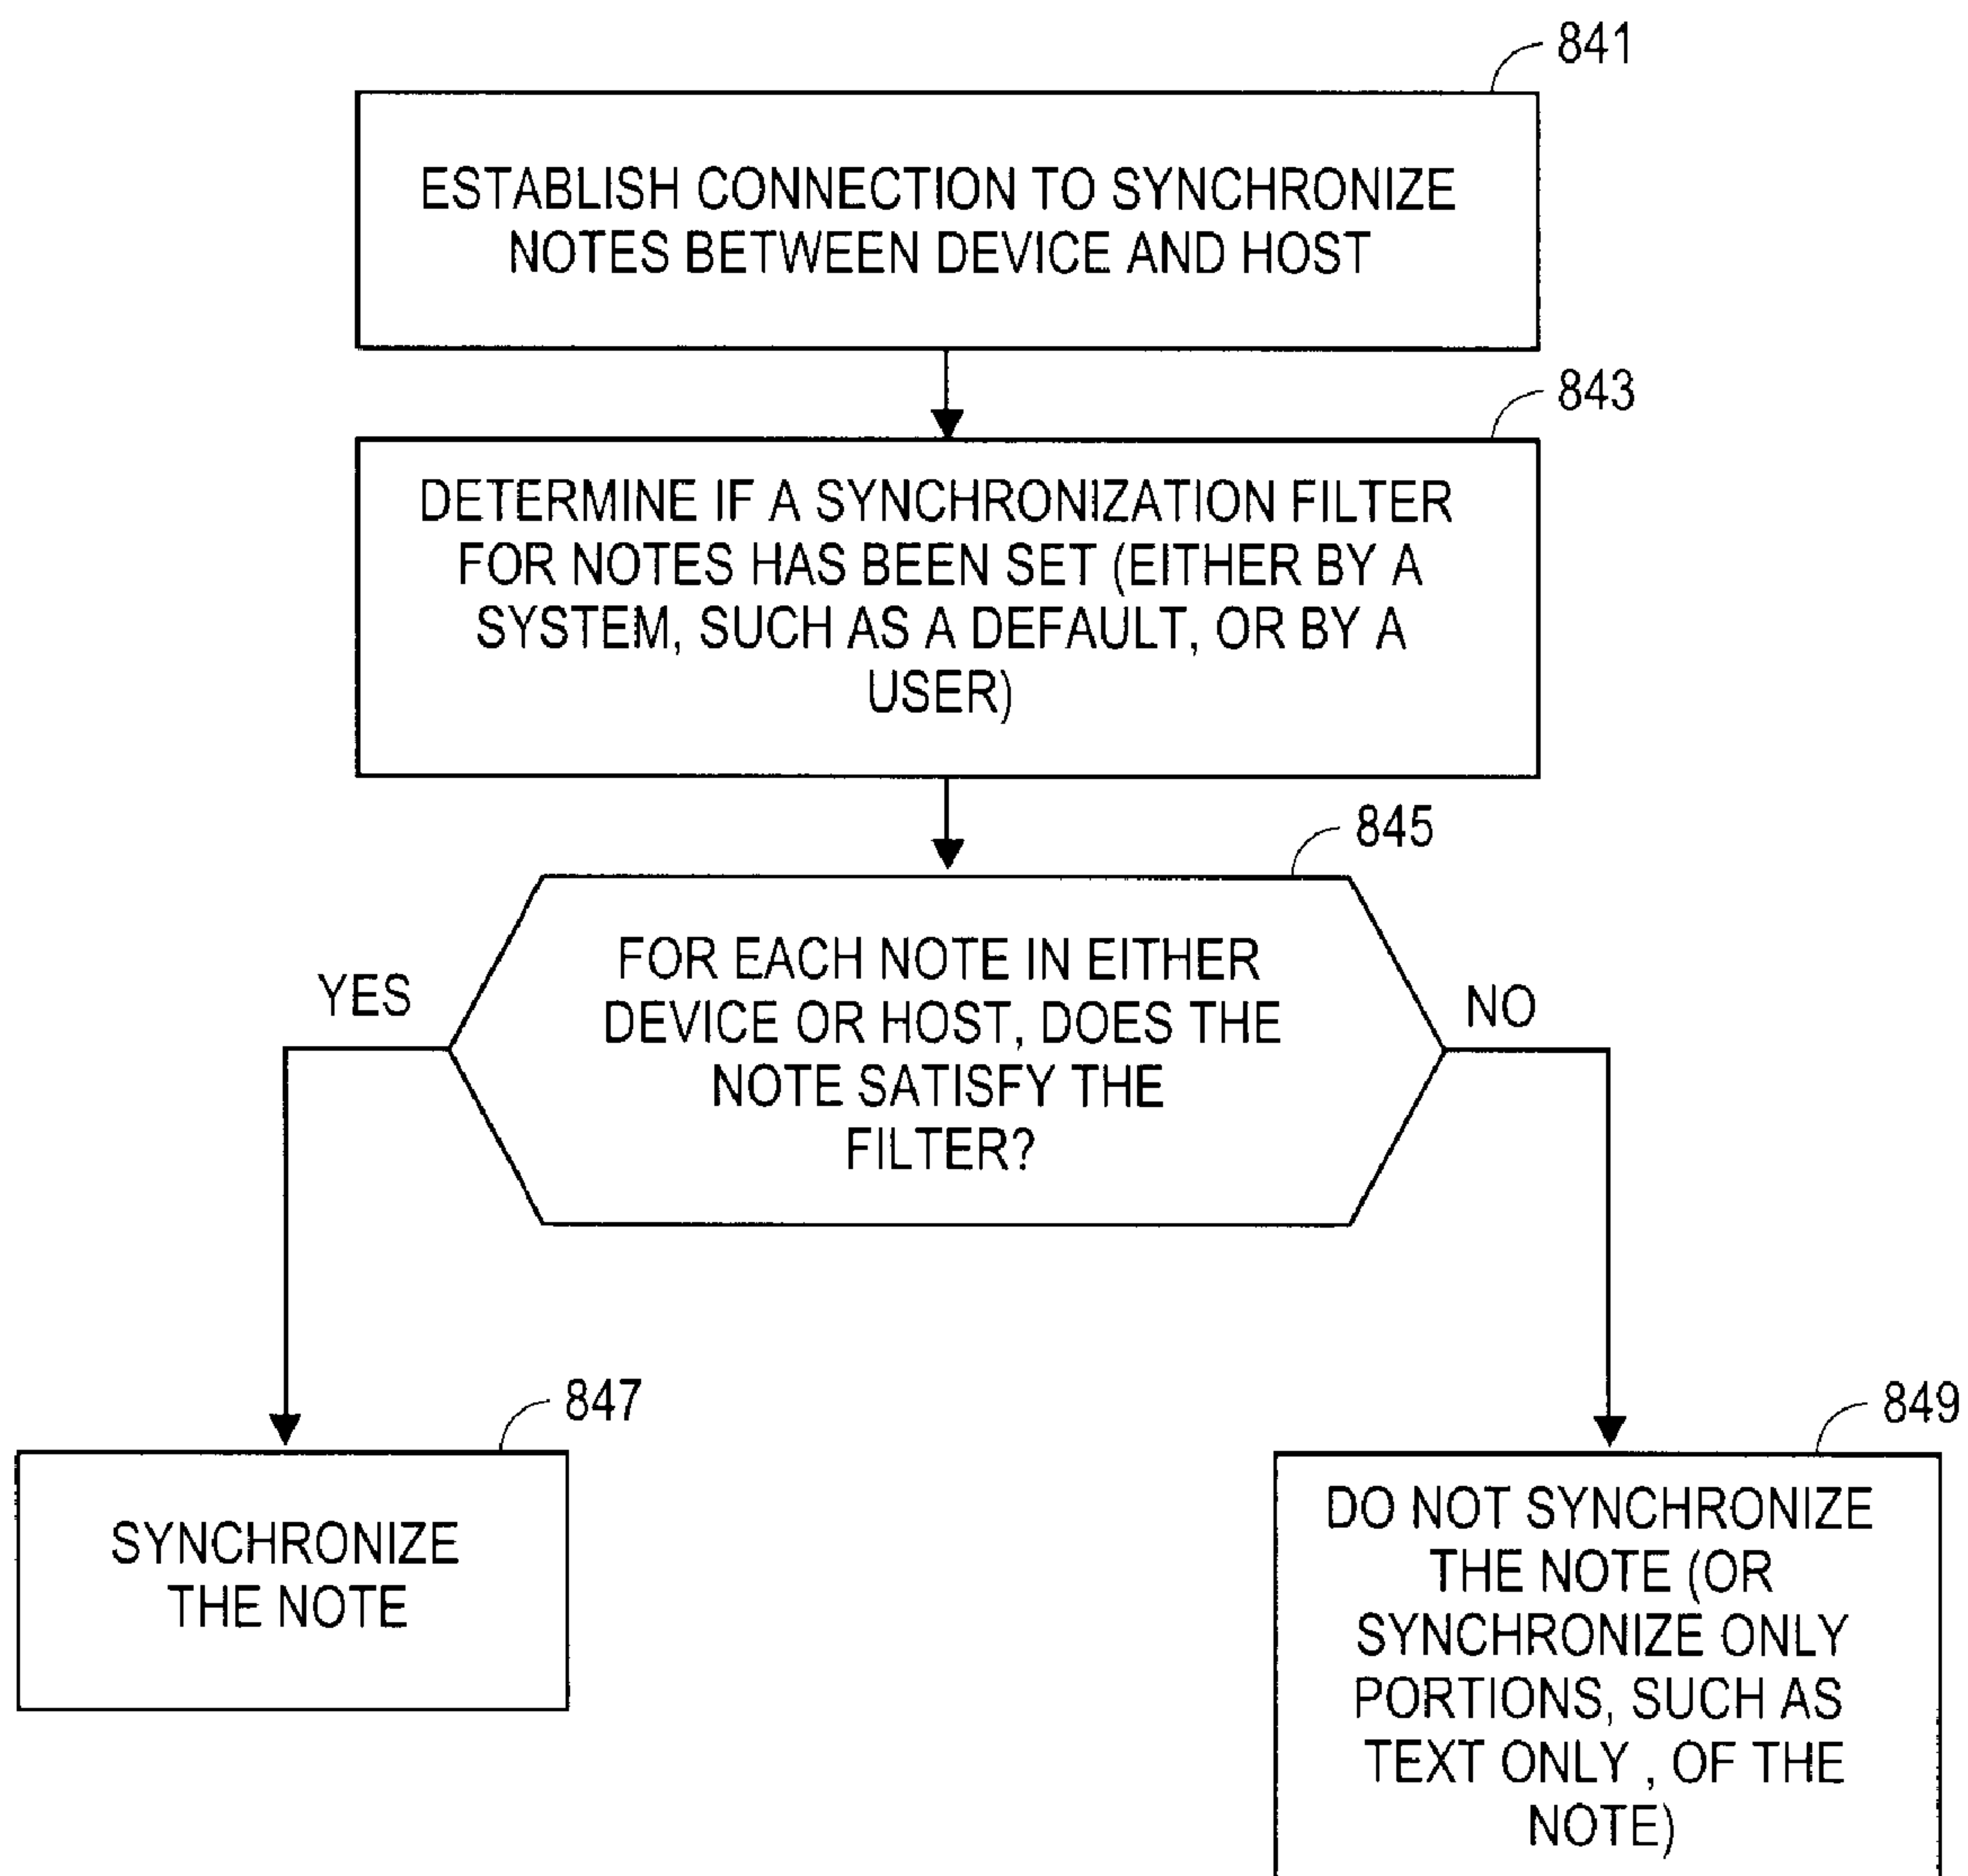 841
ESTABLISH CONNECTION TO SYNCHRONIZE
NOTES BETWEEN DEVICE AND HOST
843
DETERMINE IF A SYNCHRONIZATION FILTER
FOR NOTES HAS BEEN SET (EITHER BY A
SYSTEM, SUCH AS A DEFAULT, OR BY A
USER)
845
FOR EACH NOTE IN EITHER
DEVICE OR HOST, DOES THE
NOTE SATISFY THE
FILTER?
YES
NO
847
SYNCHRONIZE
THE NOTE
849
DO NOT SYNCHRONIZE
THE NOTE (OR
SYNCHRONIZE ONLY
PORTIONS, SUCH AS
TEXT ONLY , OF THE
NOTE)